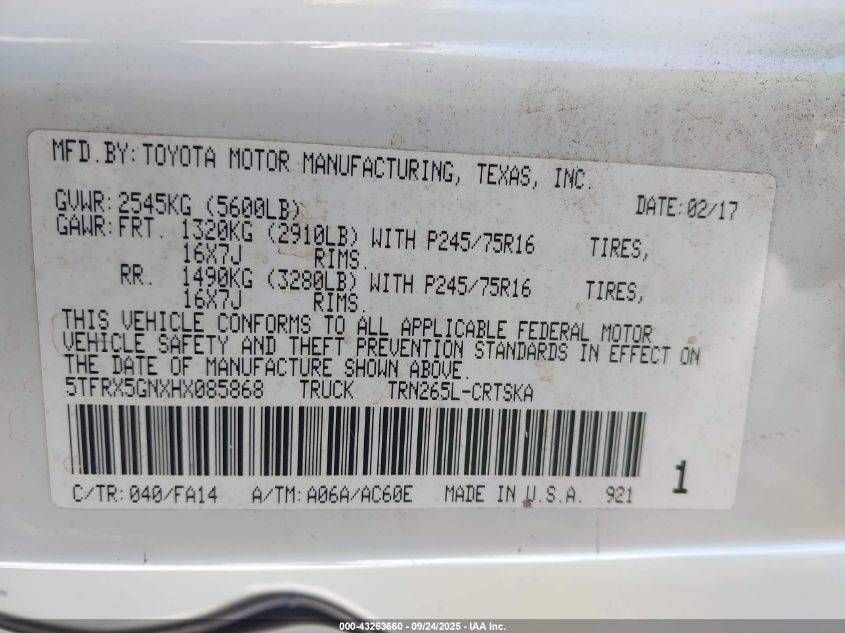 MFD.BY:TOYOTA MOTOR MANUFACTURING, TEXAS, INC.
GVWR:2545KG (5600LB) DATE:02/17
GAWR:FRT. 1320KG (2910LB) WITH P245/75R16 TIRES,
16X7J RIMS.
RR. 1490KG (3280LB) WITH P245/75R16 TIRES,
16X7J RIMS.
THIS VEHICLE CONFORMS TO ALL APPLICABLE FEDERAL MOTOR
VEHICLE SAFETY AND THEFT PREVENTION STANDARDS IN EFFECT ON
THE DATE OF MANUFACTURE SHOWN ABOVE.
5TFRX5GNXHX085868 TRUCK TRN265L-CRTSKA
C/TR:040/FA14 A/TM:A06A/AC60E MADE IN U.S.A. 921 1
000-43263660 - 09/24/2025 - IAA Inc.